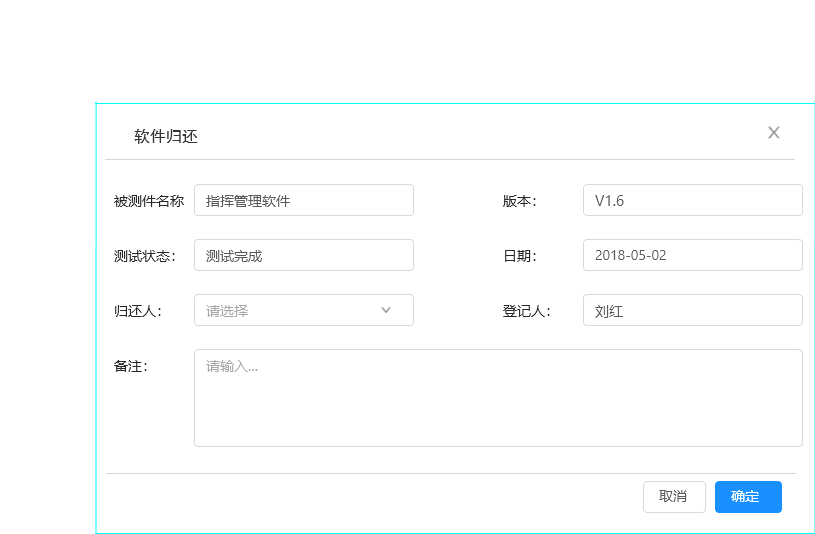 软件归还
被测件名称 指挥管理软件 版本： V1.6
测试状态： 测试完成 日期： 2018-05-02
归还人： 请选择 登记人： 刘红
备注： 请输入...
取消 确定